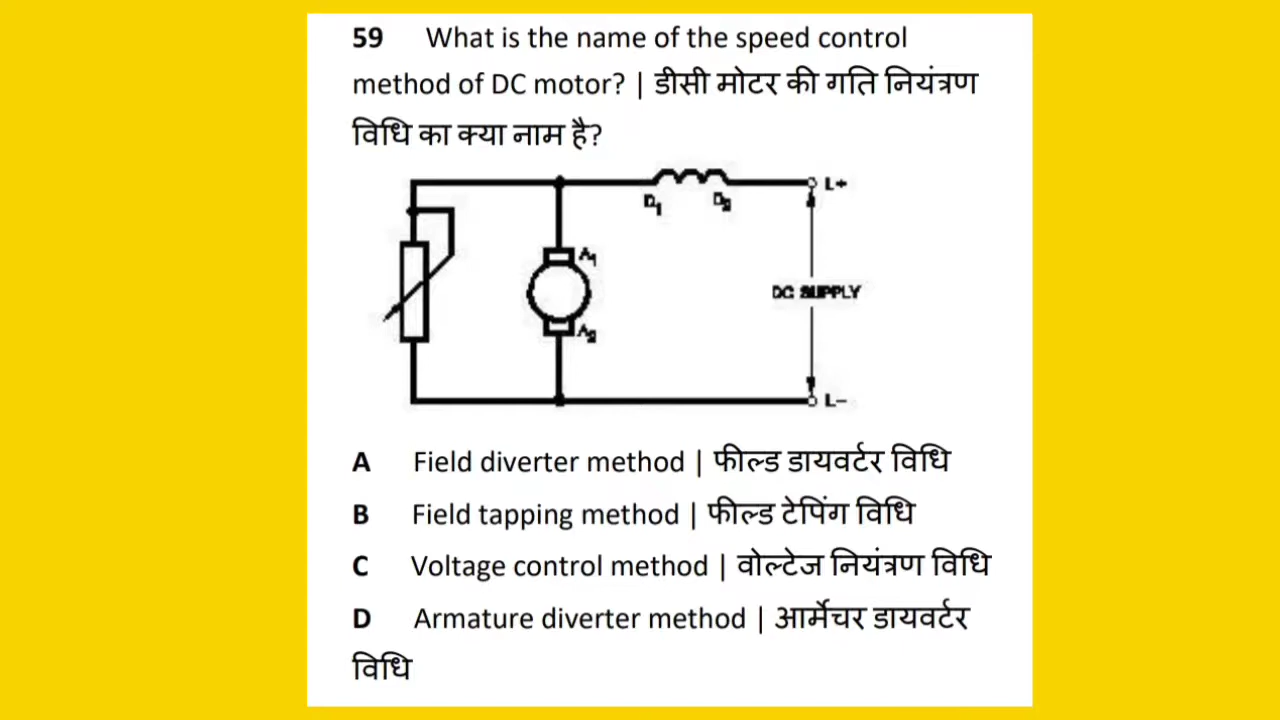 59 What is the name of the speed control
method of DC motor? | डीसी मोटर की गति नियंत्रण
विधि का क्या नाम है?
L+
D1 D2
A1
DC SUPPLY
A2
L-
A Field diverter method | फील्ड डायवर्टर विधि
B Field tapping method | फील्ड टेपिंग विधि
C Voltage control method | वोल्टेज नियंत्रण विधि
D Armature diverter method | आर्मेचर डायवर्टर
विधि